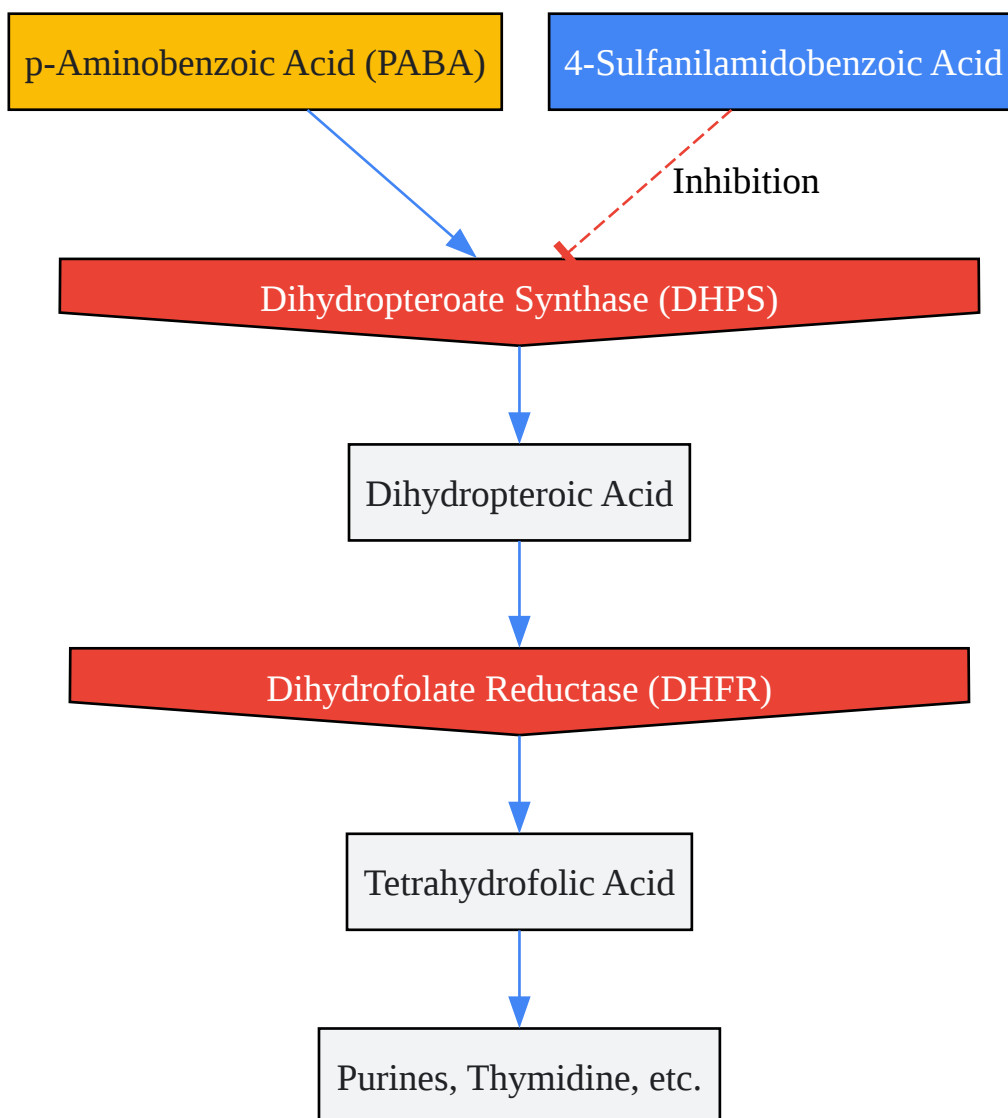 p-Aminobenzoic Acid (PABA)
4-Sulfanilamidobenzoic Acid
Inhibition
Dihydropteroate Synthase (DHPS)
Dihydropteroic Acid
Dihydrofolate Reductase (DHFR)
Tetrahydrofolic Acid
Purines, Thymidine, etc.